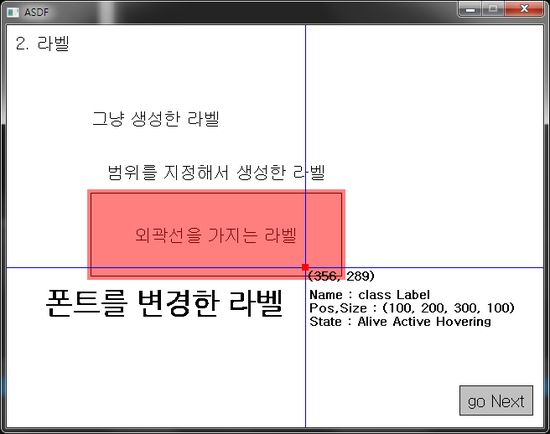 ASDF
2. 라벨
그냥 생성한 라벨
범위를 지정해서 생성한 라벨
외곽선을 가지는 라벨
(356, 289)
폰트를 변경한 라벨
Name : class Label
Pos,Size : (100, 200, 300, 100)
State : Alive Active Hovering
go Next